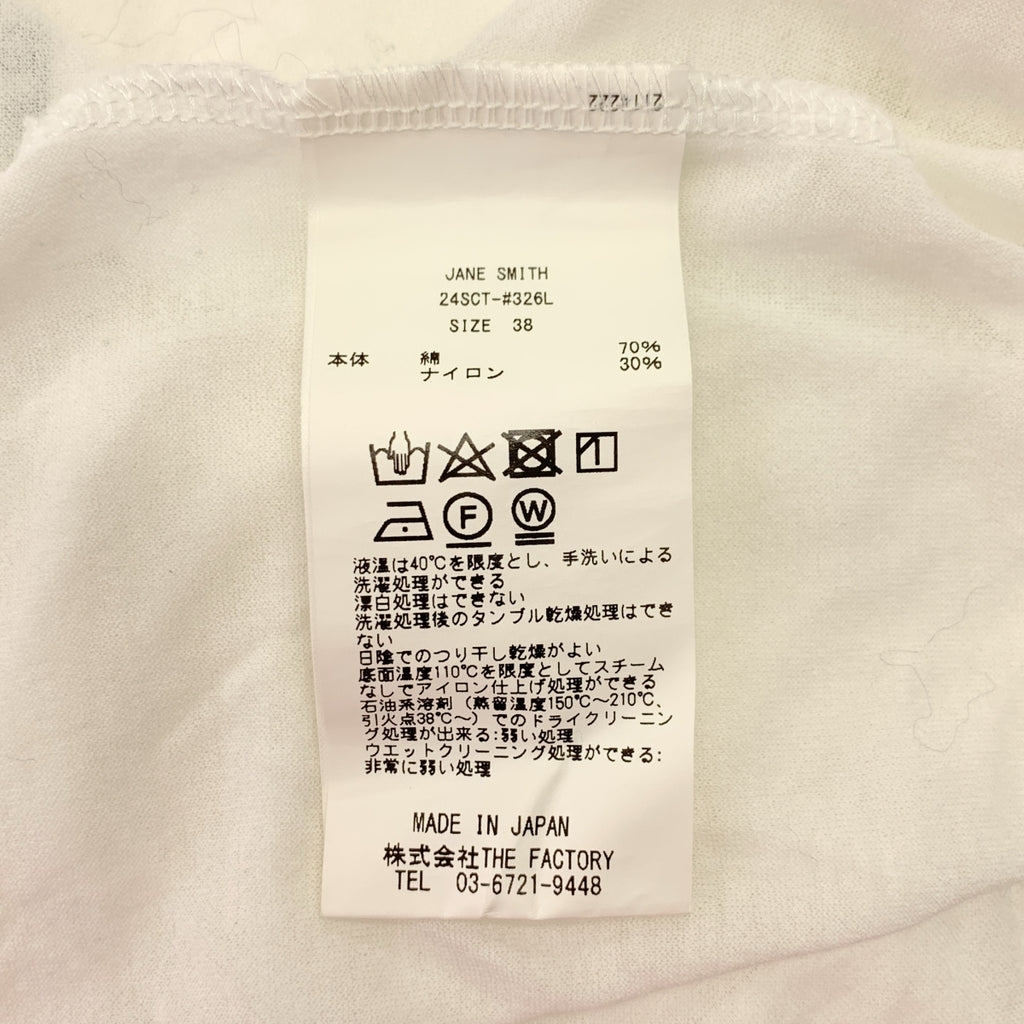 JANE SMITH
24SCT-#326L
SIZE 38
本体 綿 70%
ナイロン 30%
F W
液温は40℃を限度とし、手洗いによる
洗濯処理ができる
漂白処理はできない
洗濯処理後のタンブル乾燥処理はでき
ない
日陰でのつり干し乾燥がよい
底面温度110℃を限度としてスチーム
なしでアイロン仕上げ処理ができる
石油系溶剤（蒸留温度150℃～210℃、
引火点38℃～）でのドライクリーニン
グ処理が出来る:弱い処理
ウエットクリーニング処理ができる:
非常に弱い処理
MADE IN JAPAN
株式会社THE FACTORY
TEL 03-6721-9448